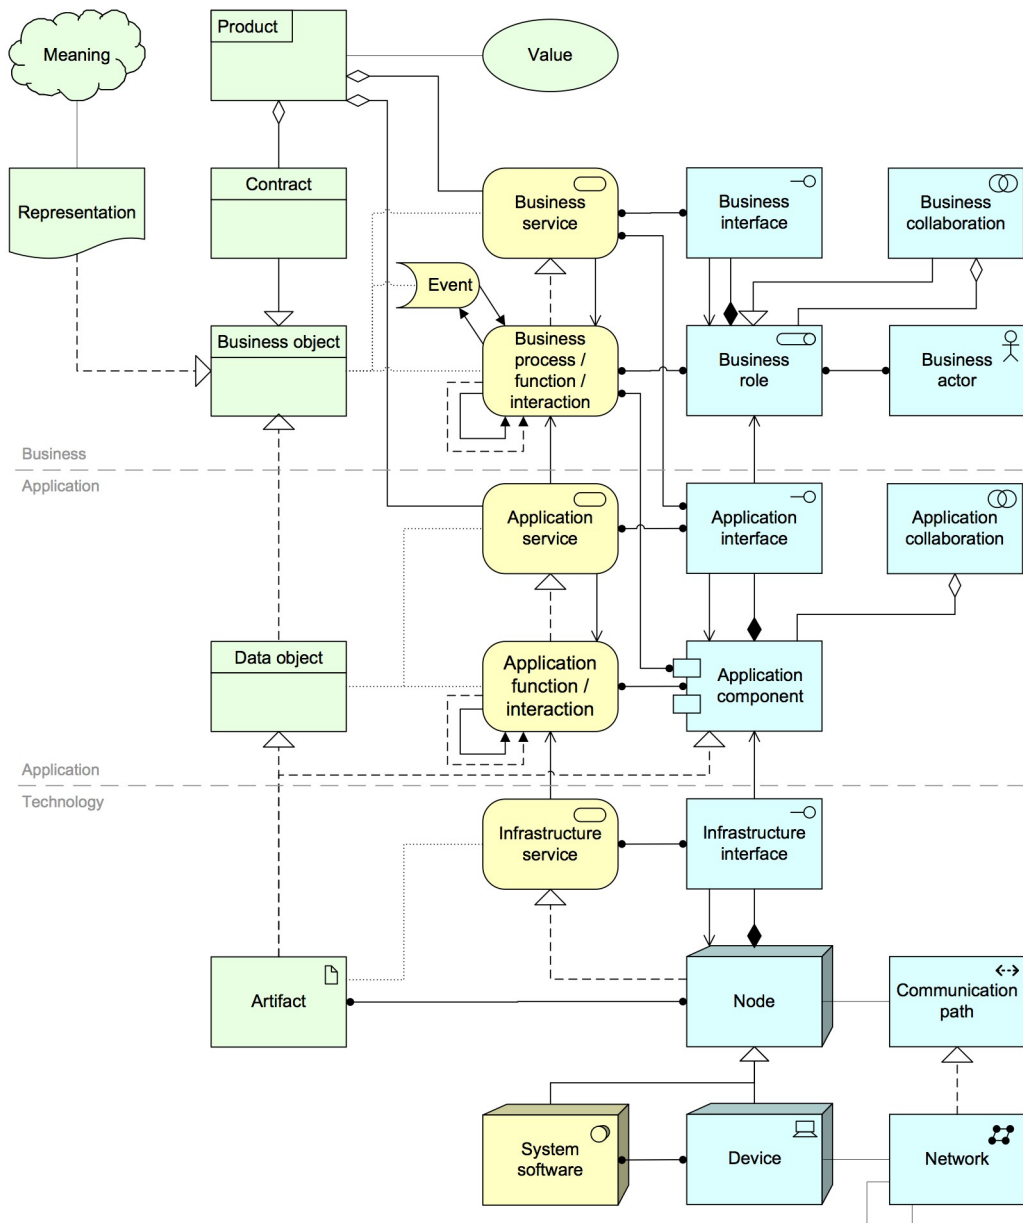 Meaning
Product
Value
Representation
Contract
Business
service
Business
interface
Business
collaboration
Event
Business object
Business
process /
function /
interaction
Business
role
Business
actor
Business
Application
Application
service
Application
interface
Application
collaboration
Data object
Application
function /
interaction
Application
component
Application
Technology
Infrastructure
service
Infrastructure
interface
Artifact
Node
Communication
path
System
software
Device
Network